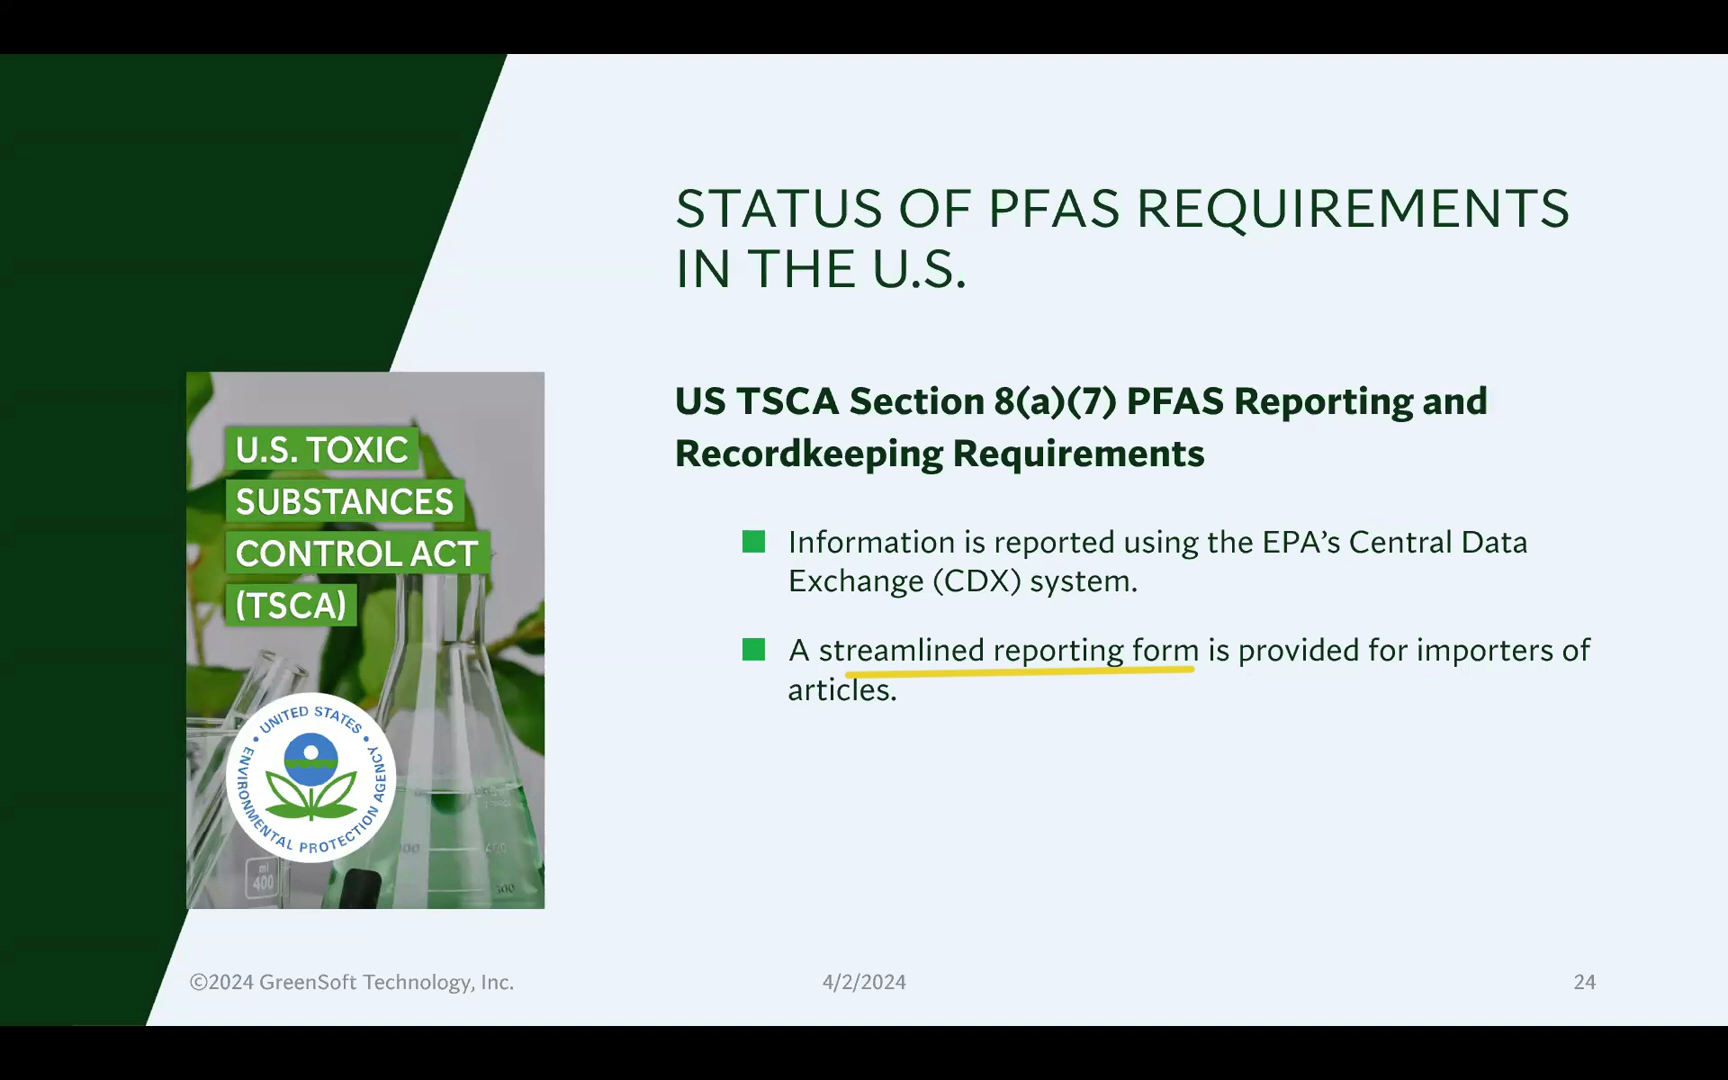 STATUS OF PFAS REQUIREMENTS
IN THE U.S.
US TSCA Section 8(a)(7) PFAS Reporting and
Recordkeeping Requirements
Information is reported using the EPA’s Central Data
Exchange (CDX) system.
A streamlined reporting form is provided for importers of
articles.
U.S. TOXIC
SUBSTANCES
CONTROL ACT
(TSCA)
UNITED STATES
ENVIRONMENTAL PROTECTION AGENCY
ml
400
©2024 GreenSoft Technology, Inc.
4/2/2024
24